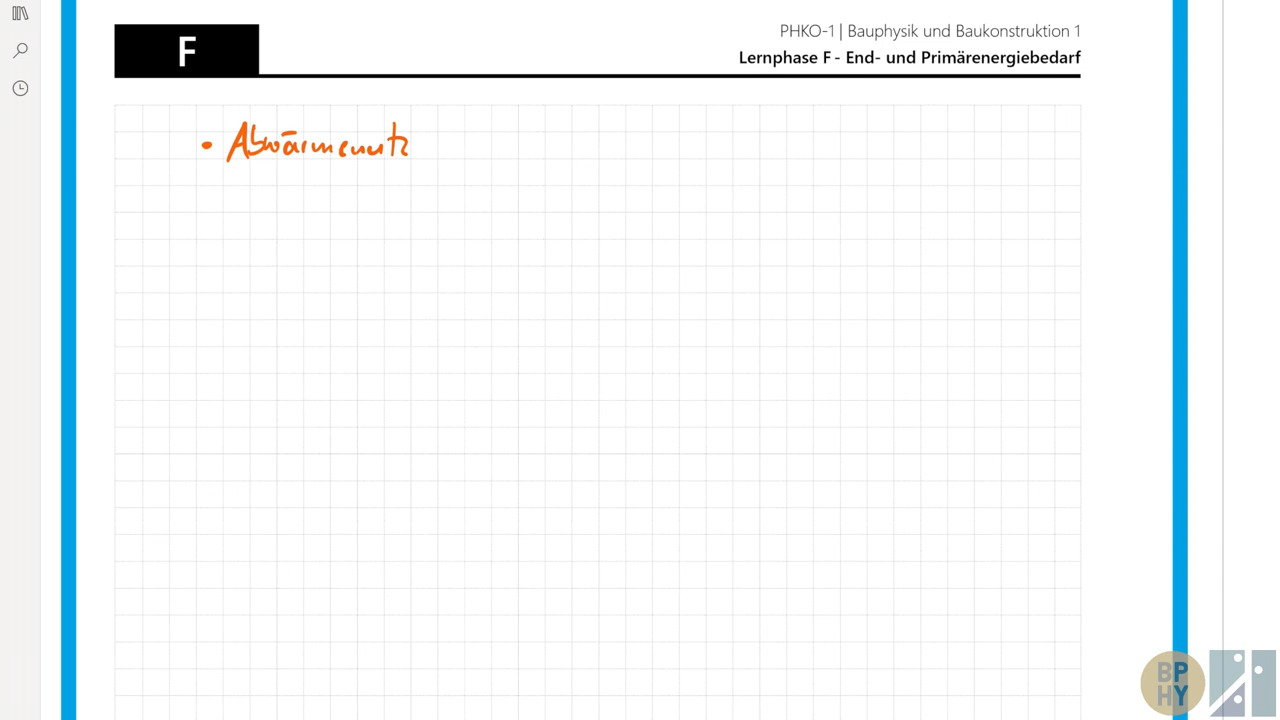 PHKO-1 | Bauphysik und Baukonstruktion 1
F
Lernphase F - End- und Primärenergiebedarf
• Abwärmenutz
BP
HY